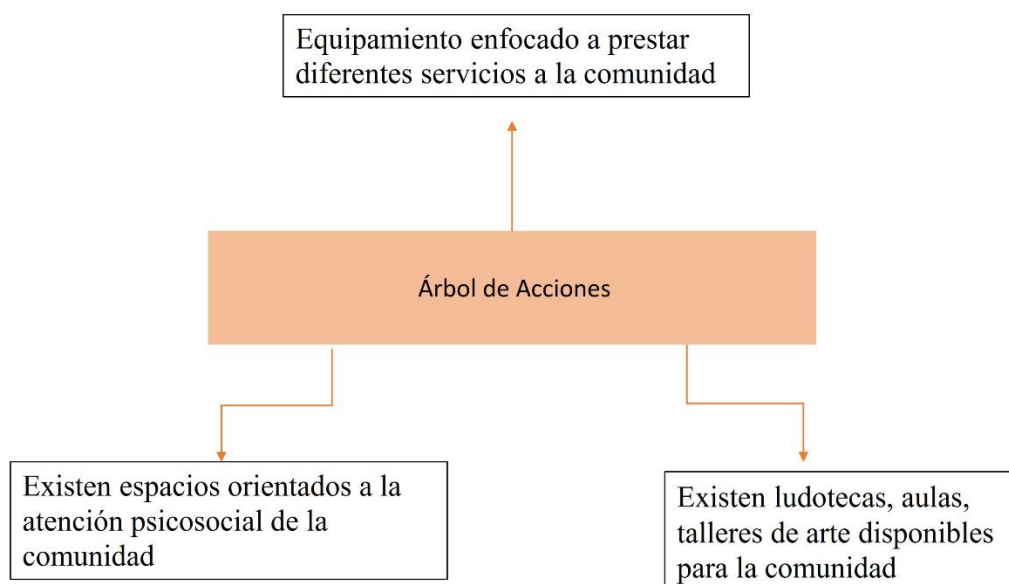 Equipamiento enfocado a prestar
diferentes servicios a la comunidad
Árbol de Acciones
Existen espacios orientados a la
atención psicosocial de la
comunidad
Existen ludotecas, aulas,
talleres de arte disponibles
para la comunidad